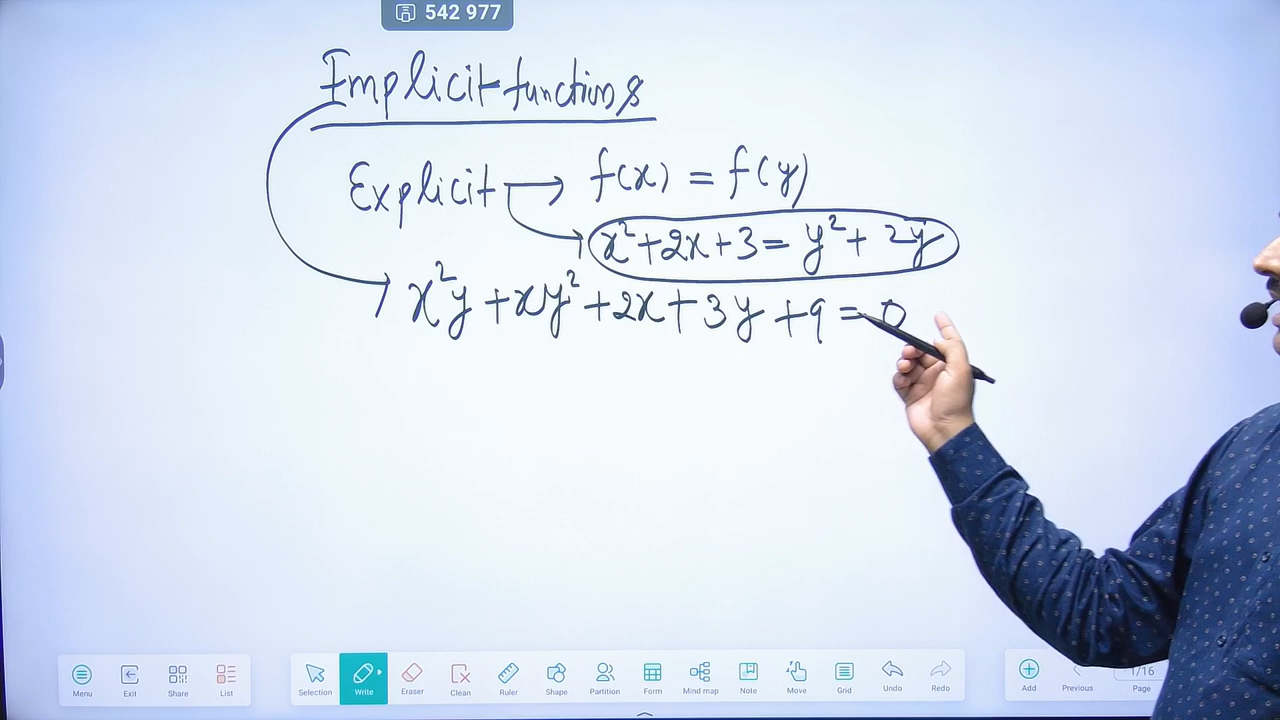 542 977
Implicit functions
Explicit → f(x) = f(y)
x²+2x+3 = y²+ 2y
x²y + xy² + 2x + 3y + 9 = 0
Menu Exit Share List Selection Write Eraser Clean Ruler Shape Partition Form Mind map Note Move Grid Undo Redo Add Previous Page
1/16